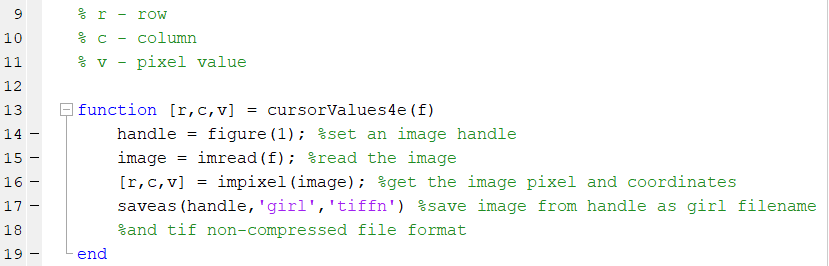 9 % r - row
10 % c - column
11 % v - pixel value
12
13 function [r,c,v] = cursorValues4e(f)
14 - handle = figure(1); %set an image handle
15 - image = imread(f); %read the image
16 - [r,c,v] = impixel(image); %get the image pixel and coordinates
17 - saveas(handle,'girl','tiffn') %save image from handle as girl filename
18 %and tif non-compressed file format
19 - end